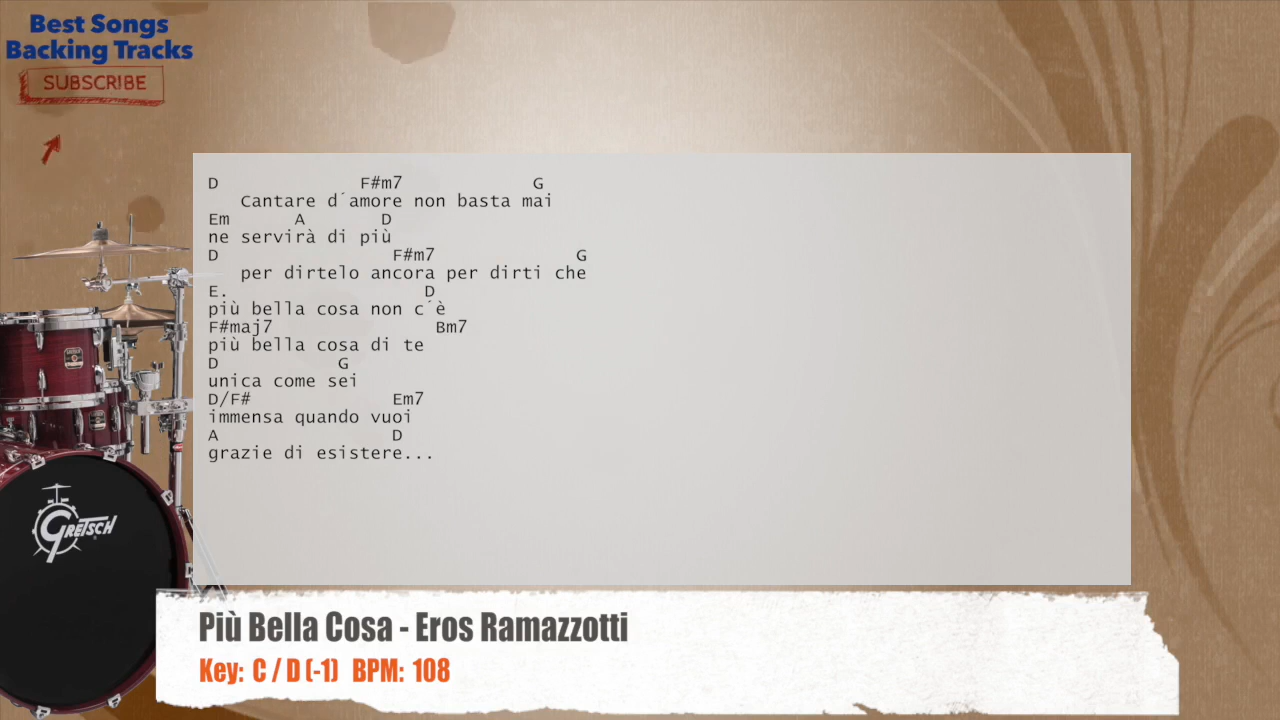 Best Songs
Backing Tracks
SUBSCRIBE
D F#m7 G
Cantare d´amore non basta mai
Em A D
ne servirà di più
D F#m7 G
per dirtelo ancora per dirti che
E. D
più bella cosa non c´è
F#maj7 Bm7
più bella cosa di te
D G
unica come sei
D/F# Em7
immensa quando vuoi
A D
grazie di esistere...
GRETSCH
Più Bella Cosa - Eros Ramazzotti
Key: C / D (-1) BPM: 108